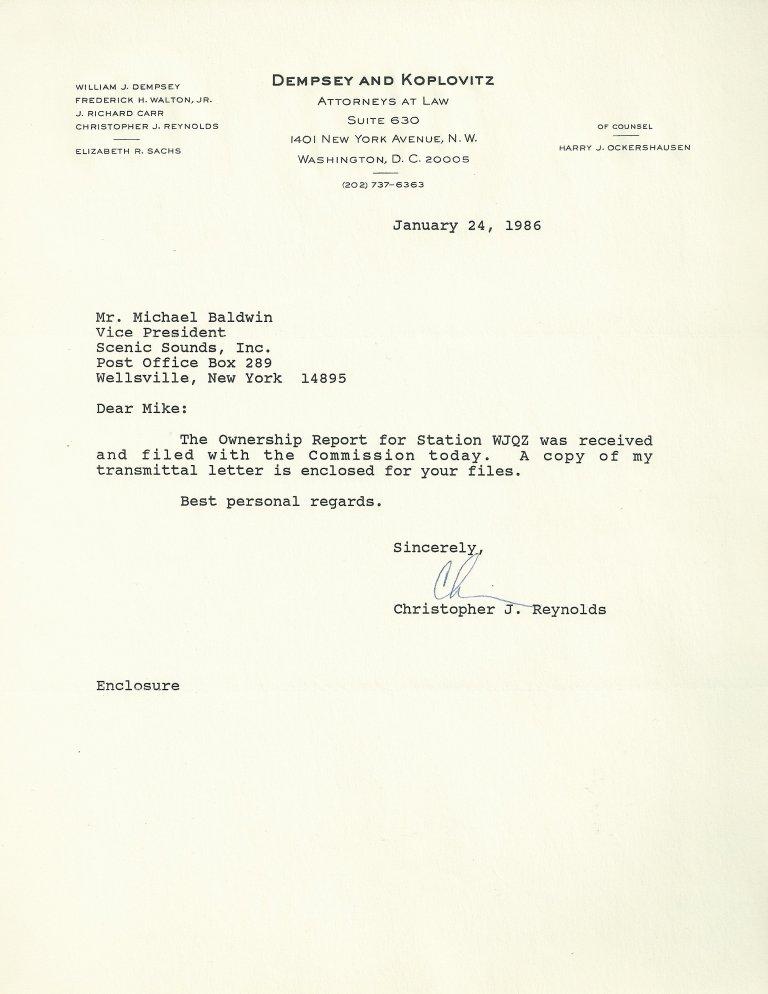 WILLIAM J. DEMPSEY
FREDERICK H. WALTON, JR.
J. RICHARD CARR
CHRISTOPHER J. REYNOLDS
ELIZABETH R. SACHS
DEMPSEY AND KOPLOVITZ
ATTORNEYS AT LAW
SUITE 630
1401 NEW YORK AVENUE, N.W.
WASHINGTON, D. C. 20005
(202) 737-6363
OF COUNSEL
HARRY J. OCKERSHAUSEN
January 24, 1986
Mr. Michael Baldwin
Vice President
Scenic Sounds, Inc.
Post Office Box 289
Wellsville, New York  14895
Dear Mike:
The Ownership Report for Station WJQZ was received
and filed with the Commission today.  A copy of my
transmittal letter is enclosed for your files.
Best personal regards.
Sincerely,
Christopher J. Reynolds
Enclosure